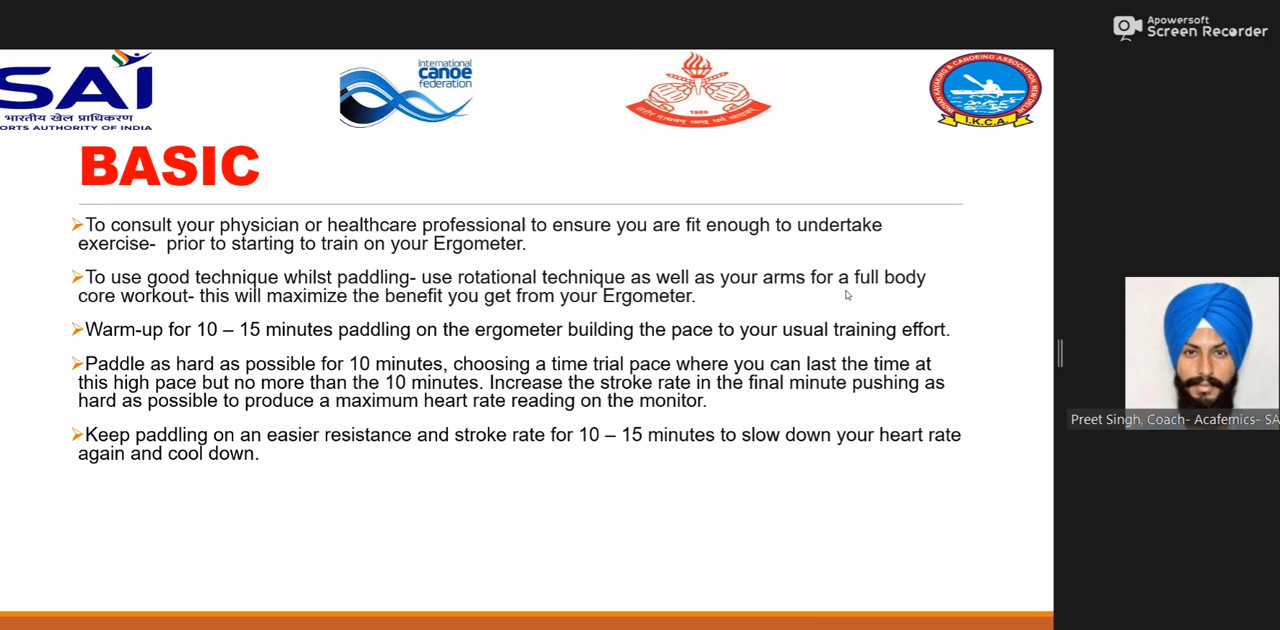 Apowersoft
Screen Recorder
SAI
भारतीय खेल प्राधिकरण
ORTS AUTHORITY OF INDIA
international
canoe
federation
1985
INDIAN KAYAKING & CANOEING ASSOCIATION, NEW DELHI
I.K.C.A.
BASIC
➢To consult your physician or healthcare professional to ensure you are fit enough to undertake
exercise- prior to starting to train on your Ergometer.
➢To use good technique whilst paddling- use rotational technique as well as your arms for a full body
core workout- this will maximize the benefit you get from your Ergometer.
➢Warm-up for 10 – 15 minutes paddling on the ergometer building the pace to your usual training effort.
➢Paddle as hard as possible for 10 minutes, choosing a time trial pace where you can last the time at
this high pace but no more than the 10 minutes. Increase the stroke rate in the final minute pushing as
hard as possible to produce a maximum heart rate reading on the monitor.
➢Keep paddling on an easier resistance and stroke rate for 10 – 15 minutes to slow down your heart rate
again and cool down.
Preet Singh, Coach- Acafemics- SA